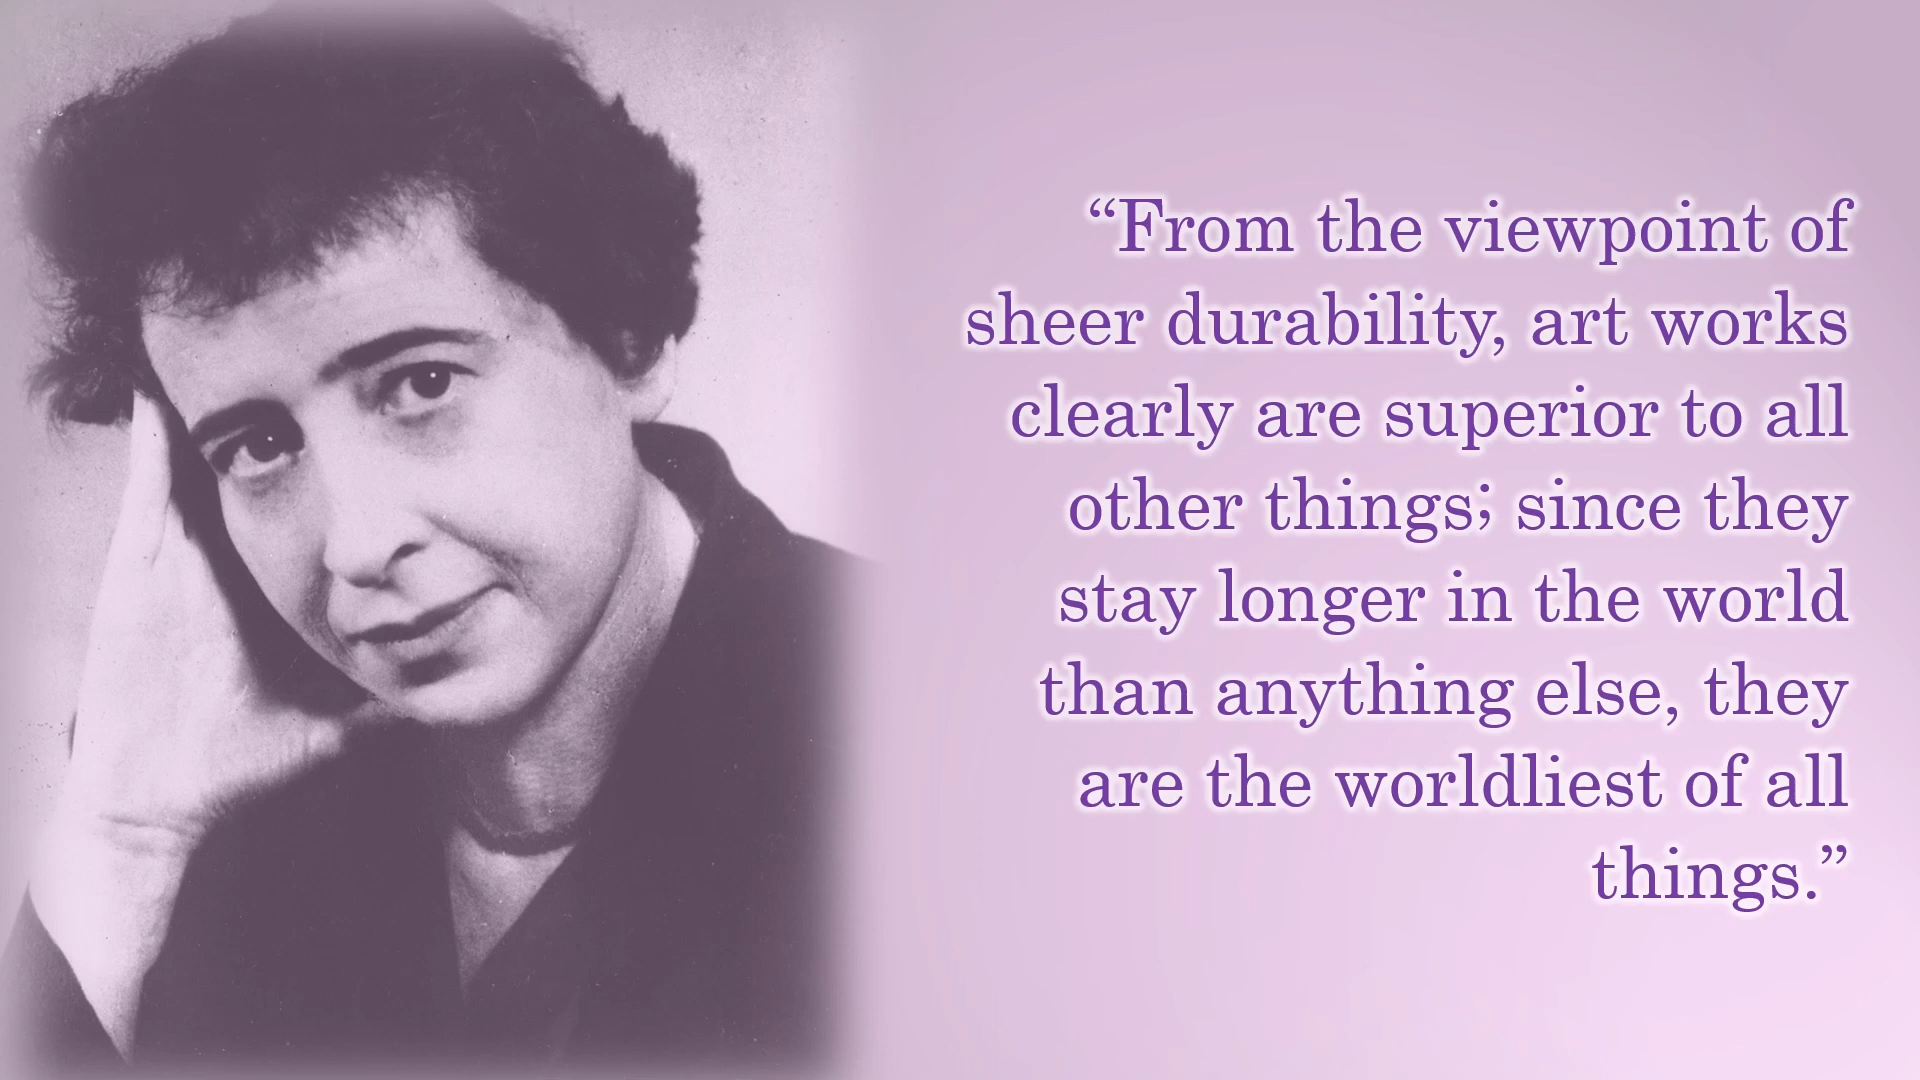 “From the viewpoint of
sheer durability, art works
clearly are superior to all
other things; since they
stay longer in the world
than anything else, they
are the worldliest of all
things.”